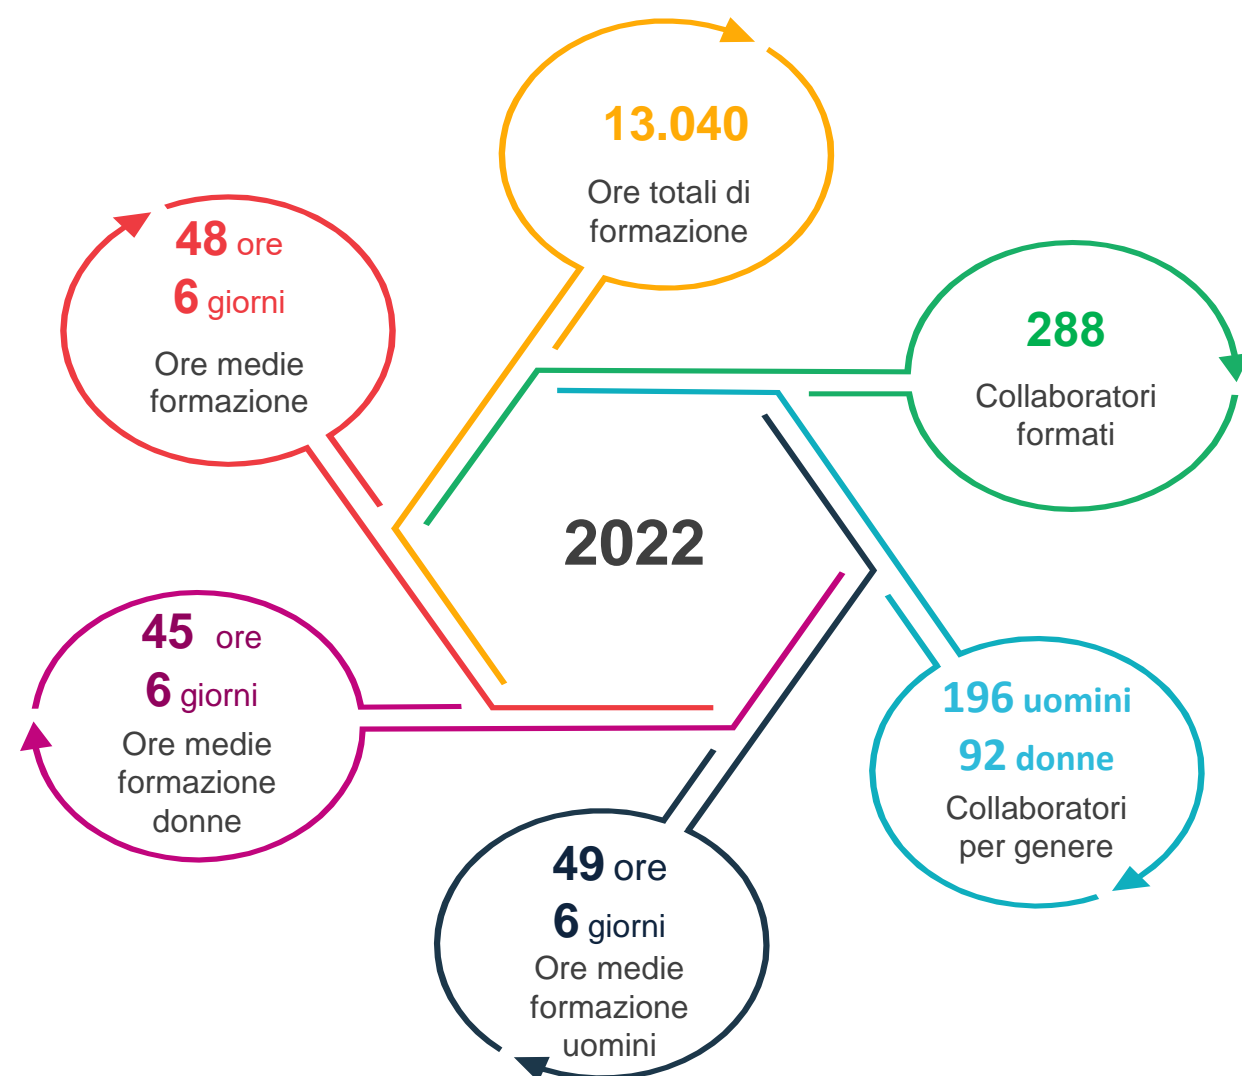 13.040
Ore totali di
formazione
48 ore
6 giorni
Ore medie
formazione
288
Collaboratori
formati
2022
45 ore
6 giorni
Ore medie
formazione
donne
196 uomini
92 donne
Collaboratori
per genere
49 ore
6 giorni
Ore medie
formazione
uomini